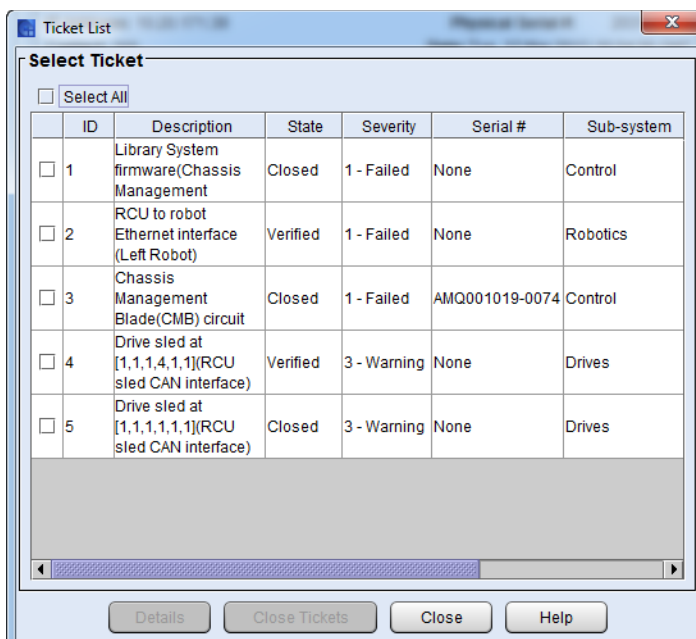 Ticket List
Select Ticket
Select All
ID Description State Severity Serial # Sub-system
1 Library System firmware(Chassis Management Closed 1 - Failed None Control
2 RCU to robot Ethernet interface (Left Robot) Verified 1 - Failed None Robotics
3 Chassis Management Blade(CMB) circuit Closed 1 - Failed AMQ001019-0074 Control
4 Drive sled at [1,1,1,4,1,1](RCU sled CAN interface) Verified 3 - Warning None Drives
5 Drive sled at [1,1,1,1,1,1](RCU sled CAN interface) Closed 3 - Warning None Drives
Details Close Tickets Close Help